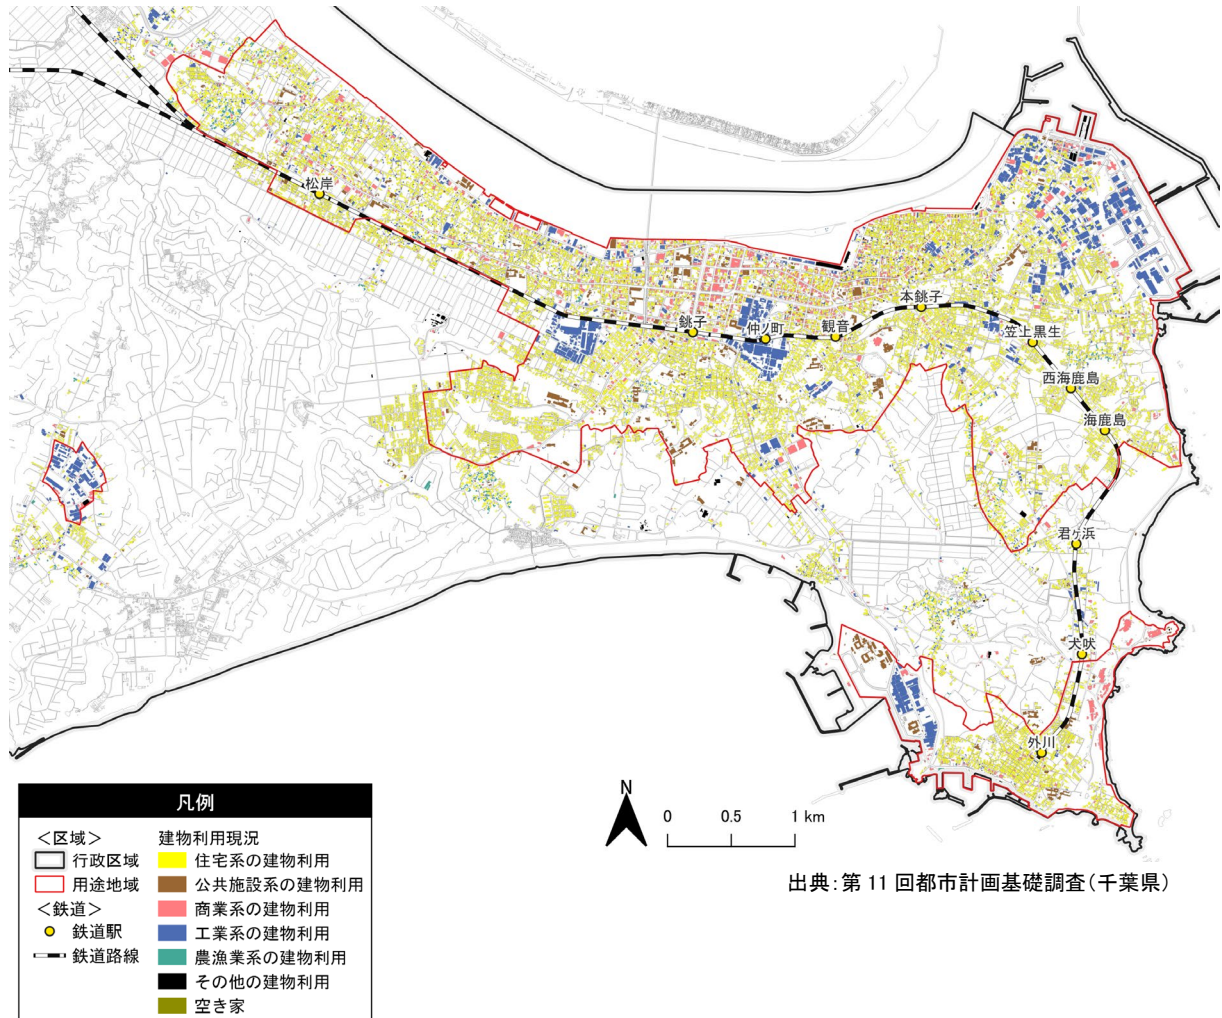 松岸
銚子
仲ノ町
観音
本銚子
笠上黒生
西海鹿島
海鹿島
君ヶ浜
犬吠
外川
凡例
<区域>
行政区域
用途地域
<鉄道>
鉄道駅
鉄道路線
建物利用現況
住宅系の建物利用
公共施設系の建物利用
商業系の建物利用
工業系の建物利用
農漁業系の建物利用
その他の建物利用
空き家
N
0 0.5 1 km
出典:第 11 回都市計画基礎調査(千葉県)